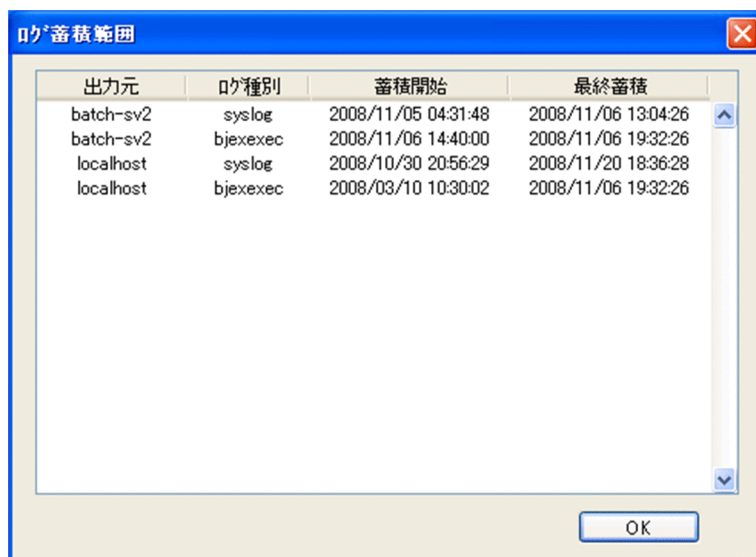 ﾛｸﾞ蓄積範囲
出力元 ﾛｸﾞ種別 蓄積開始 最終蓄積
batch-sv2 syslog 2008/11/05 04:31:48 2008/11/06 13:04:26
batch-sv2 bjexexec 2008/11/06 14:40:00 2008/11/06 19:32:26
localhost syslog 2008/10/30 20:56:29 2008/11/20 18:36:28
localhost bjexexec 2008/03/10 10:30:02 2008/11/06 19:32:26
OK